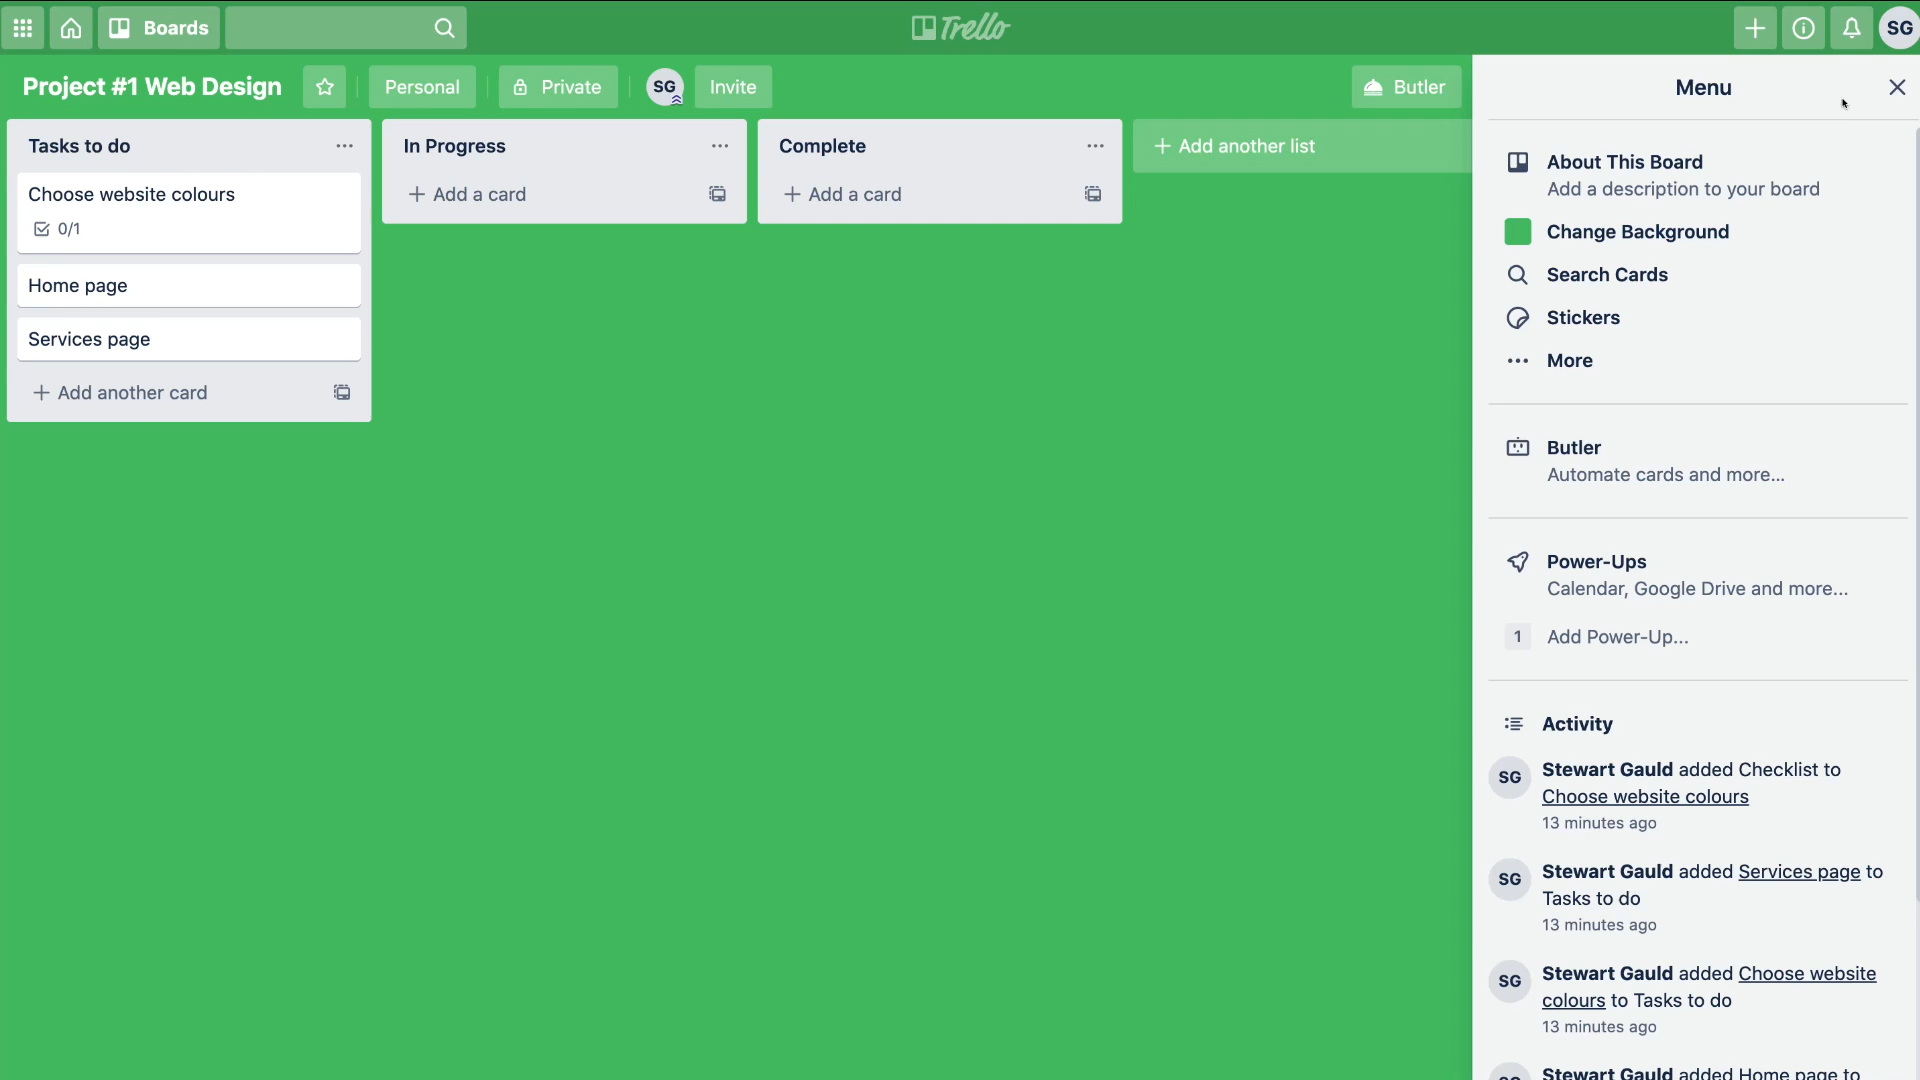 Boards
Trello
SG
Project #1 Web Design
Personal
Private
SG
Invite
Butler
Tasks to do
Choose website colours
0/1
Home page
Services page
Add another card
In Progress
Add a card
Complete
Add a card
Add another list
Menu
About This Board
Add a description to your board
Change Background
Search Cards
Stickers
More
Butler
Automate cards and more...
Power-Ups
Calendar, Google Drive and more...
1 Add Power-Up...
Activity
SG
Stewart Gauld added Checklist to
Choose website colours
13 minutes ago
SG
Stewart Gauld added Services page to
Tasks to do
13 minutes ago
SG
Stewart Gauld added Choose website
colours to Tasks to do
13 minutes ago
Stewart Gauld added Home page to